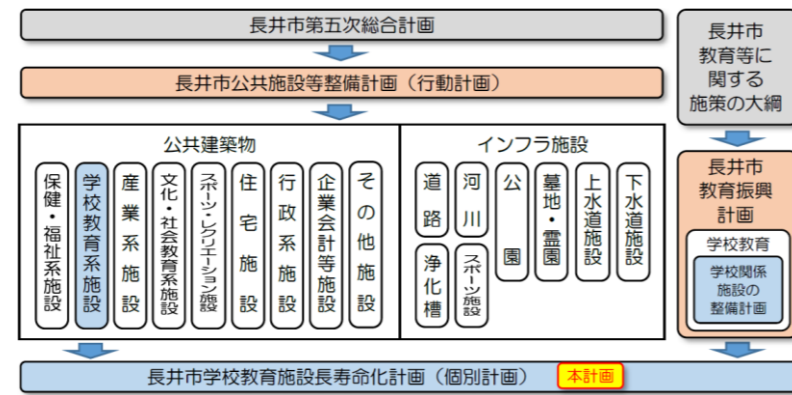 長井市第五次総合計画
長井市公共施設等整備計画（行動計画）
公共建築物
保健・福祉系施設
学校教育系施設
産業系施設
文化・社会教育系施設
スポーツ・レクリエーション施設
住宅施設
行政系施設
企業会計等施設
その他施設
インフラ施設
道路
河川
公園
墓地・霊園
上水道施設
下水道施設
浄化槽
スポーツ施設
長井市
教育等に
関する
施策の大綱
長井市
教育振興
計画
学校教育
学校関係
施設の
整備計画
長井市学校教育施設長寿命化計画（個別計画）
本計画